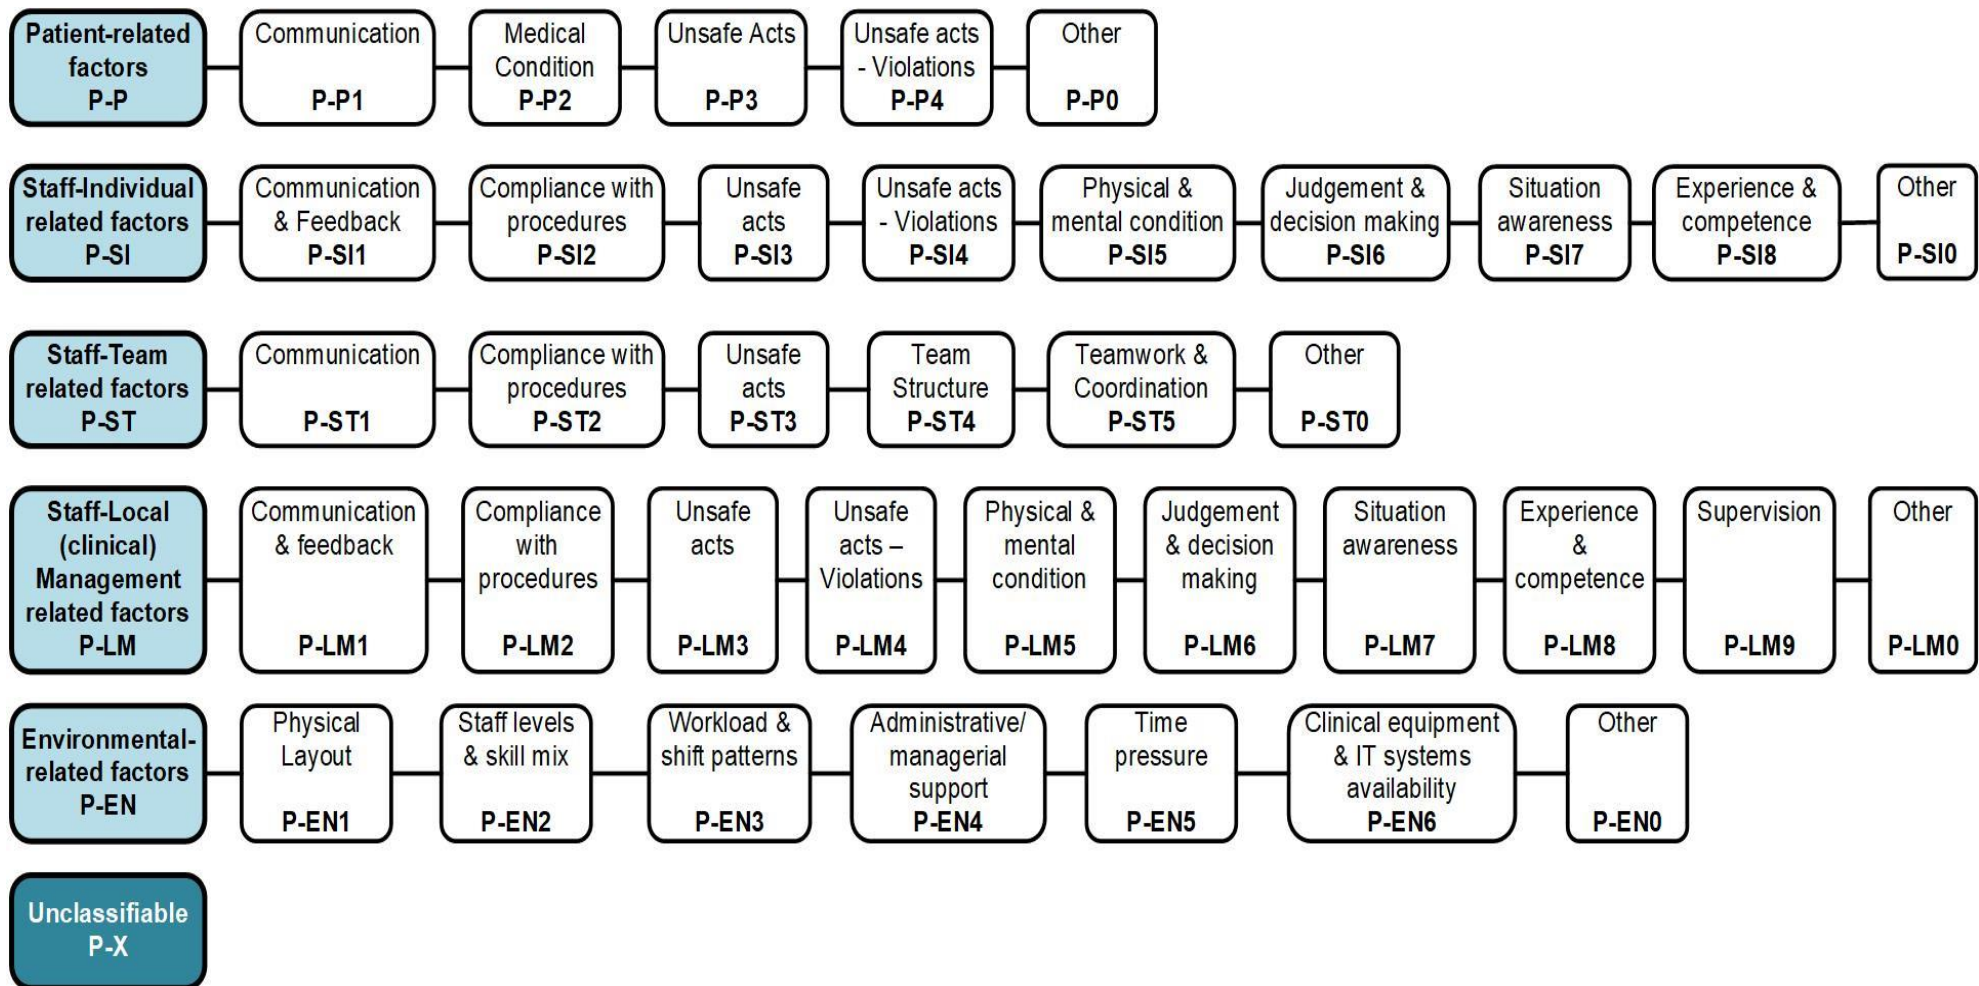 Patient-related
factors
P-P
Communication
P-P1
Medical
Condition
P-P2
Unsafe Acts
P-P3
Unsafe acts
- Violations
P-P4
Other
P-P0
Staff-Individual
related factors
P-SI
Communication
& Feedback
P-SI1
Compliance with
procedures
P-SI2
Unsafe
acts
P-SI3
Unsafe acts
- Violations
P-SI4
Physical &
mental condition
P-SI5
Judgement &
decision making
P-SI6
Situation
awareness
P-SI7
Experience &
competence
P-SI8
Other
P-SI0
Staff-Team
related factors
P-ST
Communication
P-ST1
Compliance with
procedures
P-ST2
Unsafe
acts
P-ST3
Team
Structure
P-ST4
Teamwork &
Coordination
P-ST5
Other
P-ST0
Staff-Local
(clinical)
Management
related factors
P-LM
Communication
& feedback
P-LM1
Compliance
with
procedures
P-LM2
Unsafe
acts
P-LM3
Unsafe
acts –
Violations
P-LM4
Physical &
mental
condition
P-LM5
Judgement
& decision
making
P-LM6
Situation
awareness
P-LM7
Experience
&
competence
P-LM8
Supervision
P-LM9
Other
P-LM0
Environmental-
related factors
P-EN
Physical
Layout
P-EN1
Staff levels
& skill mix
P-EN2
Workload &
shift patterns
P-EN3
Administrative/
managerial
support
P-EN4
Time
pressure
P-EN5
Clinical equipment
& IT systems
availability
P-EN6
Other
P-EN0
Unclassifiable
P-X